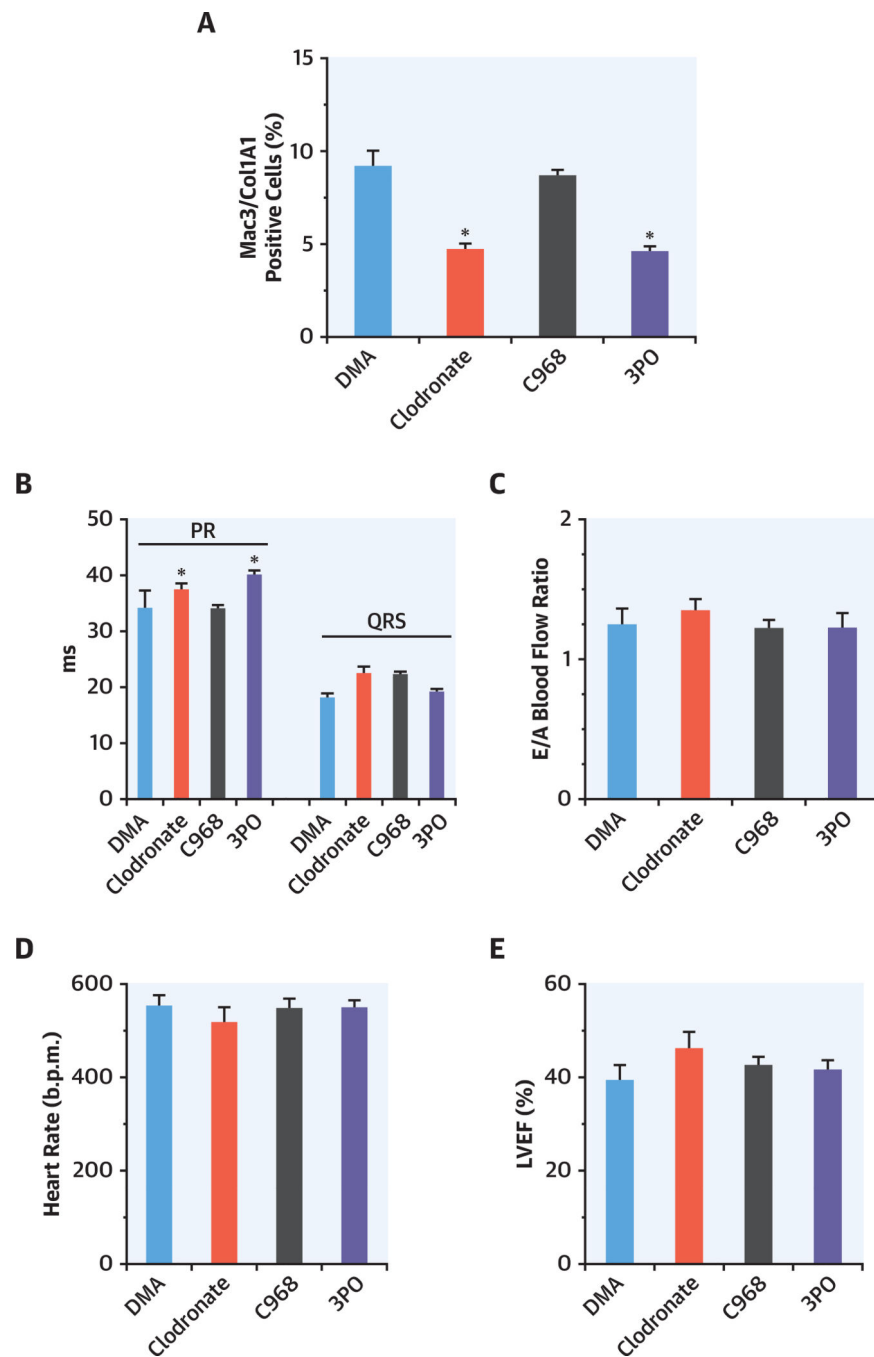 A
Mac3/Col1A1
Positive Cells (%)
15
10
5
0
*
*
DMA
Clodronate
C968
3PO
B
ms
50
40
30
20
10
0
PR
*
*
QRS
DMA
Clodronate
C968
3PO
DMA
Clodronate
C968
3PO
C
E/A Blood Flow Ratio
2
1
0
DMA
Clodronate
C968
3PO
D
Heart Rate (b.p.m.)
600
400
200
0
DMA
Clodronate
C968
3PO
E
LVEF (%)
60
40
20
0
DMA
Clodronate
C968
3PO